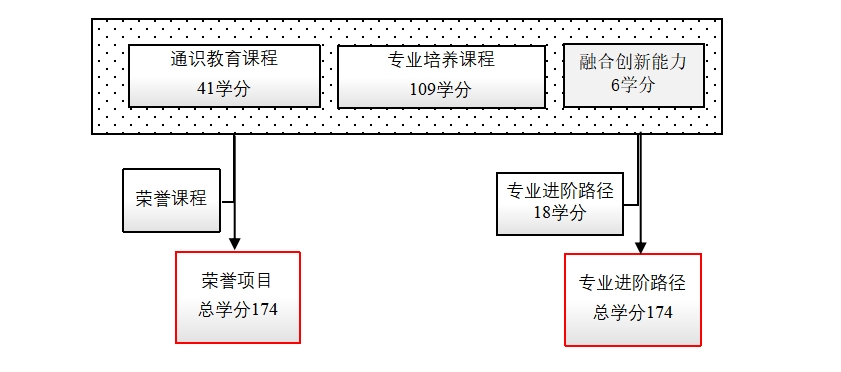 通识教育课程
41学分
专业培养课程
109学分
融合创新能力
6学分
荣誉课程
专业进阶路径
18学分
荣誉项目
总学分174
专业进阶路径
总学分174